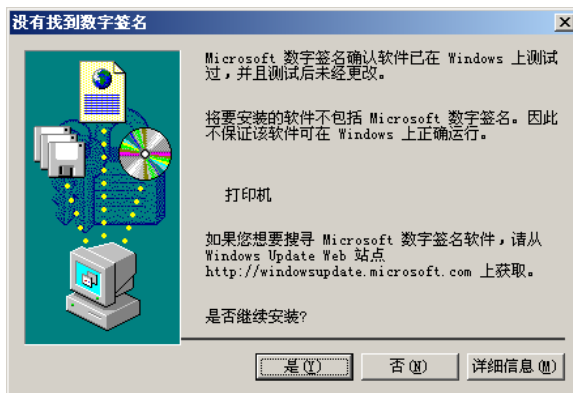 没有找到数字签名
Microsoft 数字签名确认软件已在 Windows 上测试
过，并且测试后未经更改。
将要安装的软件不包括 Microsoft 数字签名。因此
不保证该软件可在 Windows 上正确运行。
打印机
如果您想要搜寻 Microsoft 数字签名软件，请从
Windows Update Web 站点
http://windowsupdate.microsoft.com 上获取。
是否继续安装?
是(Y) 否(N) 详细信息(M)